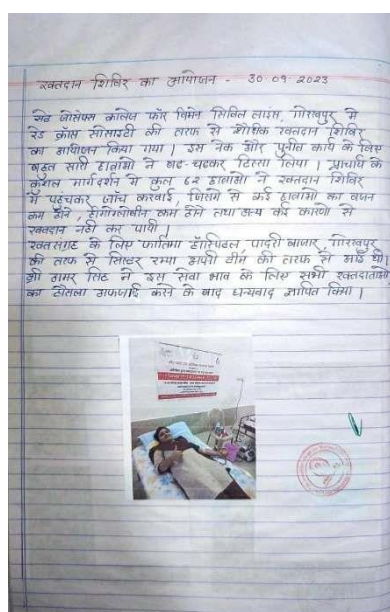 रक्तदान शिविर का आयोजन - 30-09-2023
सेंट जोसेफ्स कालेज फॉर विमेन सिविल लाइंस, गोरखपुर में
रेड क्रॉस सोसाइटी की तरफ से रक्तदान शिविर
का आयोजन किया गया। इस नेक और पुनीत कार्य के लिए
बहुत सारी छात्राओं ने बढ़-चढ़कर हिस्सा लिया। प्राचार्य के
कुशल मार्गदर्शन में कुल 62 छात्राओं ने रक्तदान शिविर
में पहुंचकर जाँच करवाई, जिसमें से कई छात्राओं का वजन
कम होने, हीमोग्लोबीन कम होने तथा अन्य कई कारणों से
रक्तदान नहीं कर पायीं।
रक्तसंग्रह के लिए फातिमा हॉस्पिटल पादरी बाजार, गोरखपुर
की तरफ से सिस्टर रम्या अपनी टीम की तरफ से आई थी।
श्री अमर सिंह ने इस सेवा भाव के लिए सभी रक्तदाताओं
का हौसला अफजाई करने के बाद धन्यवाद ज्ञापित किया।